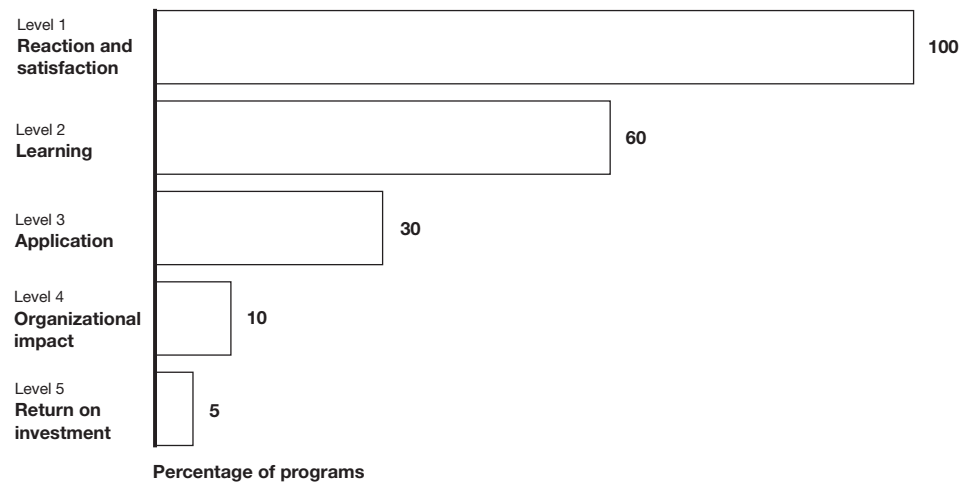 Level 1
Reaction and
satisfaction
100
Level 2
Learning
60
Level 3
Application
30
Level 4
Organizational
impact
10
Level 5
Return on
investment
5
Percentage of programs